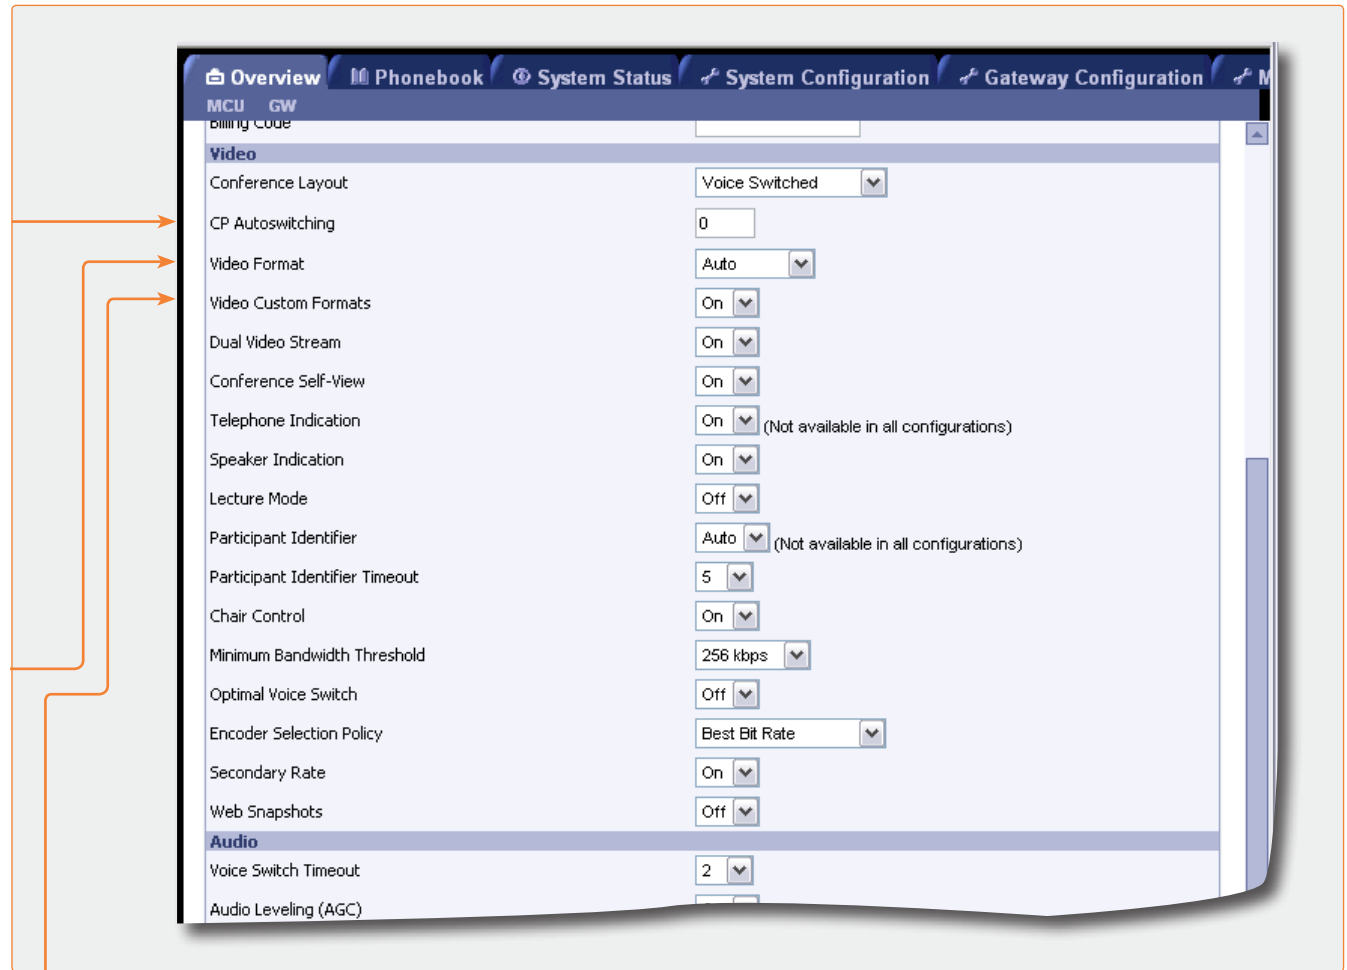 Overview Phonebook System Status System Configuration Gateway Configuration M
MCU GW
Billing Code
Video
Conference Layout Voice Switched
CP Autoswitching 0
Video Format Auto
Video Custom Formats On
Dual Video Stream On
Conference Self-View On
Telephone Indication On (Not available in all configurations)
Speaker Indication On
Lecture Mode Off
Participant Identifier Auto (Not available in all configurations)
Participant Identifier Timeout 5
Chair Control On
Minimum Bandwidth Threshold 256 kbps
Optimal Voice Switch Off
Encoder Selection Policy Best Bit Rate
Secondary Rate On
Web Snapshots Off
Audio
Voice Switch Timeout 2
Audio Leveling (AGC)